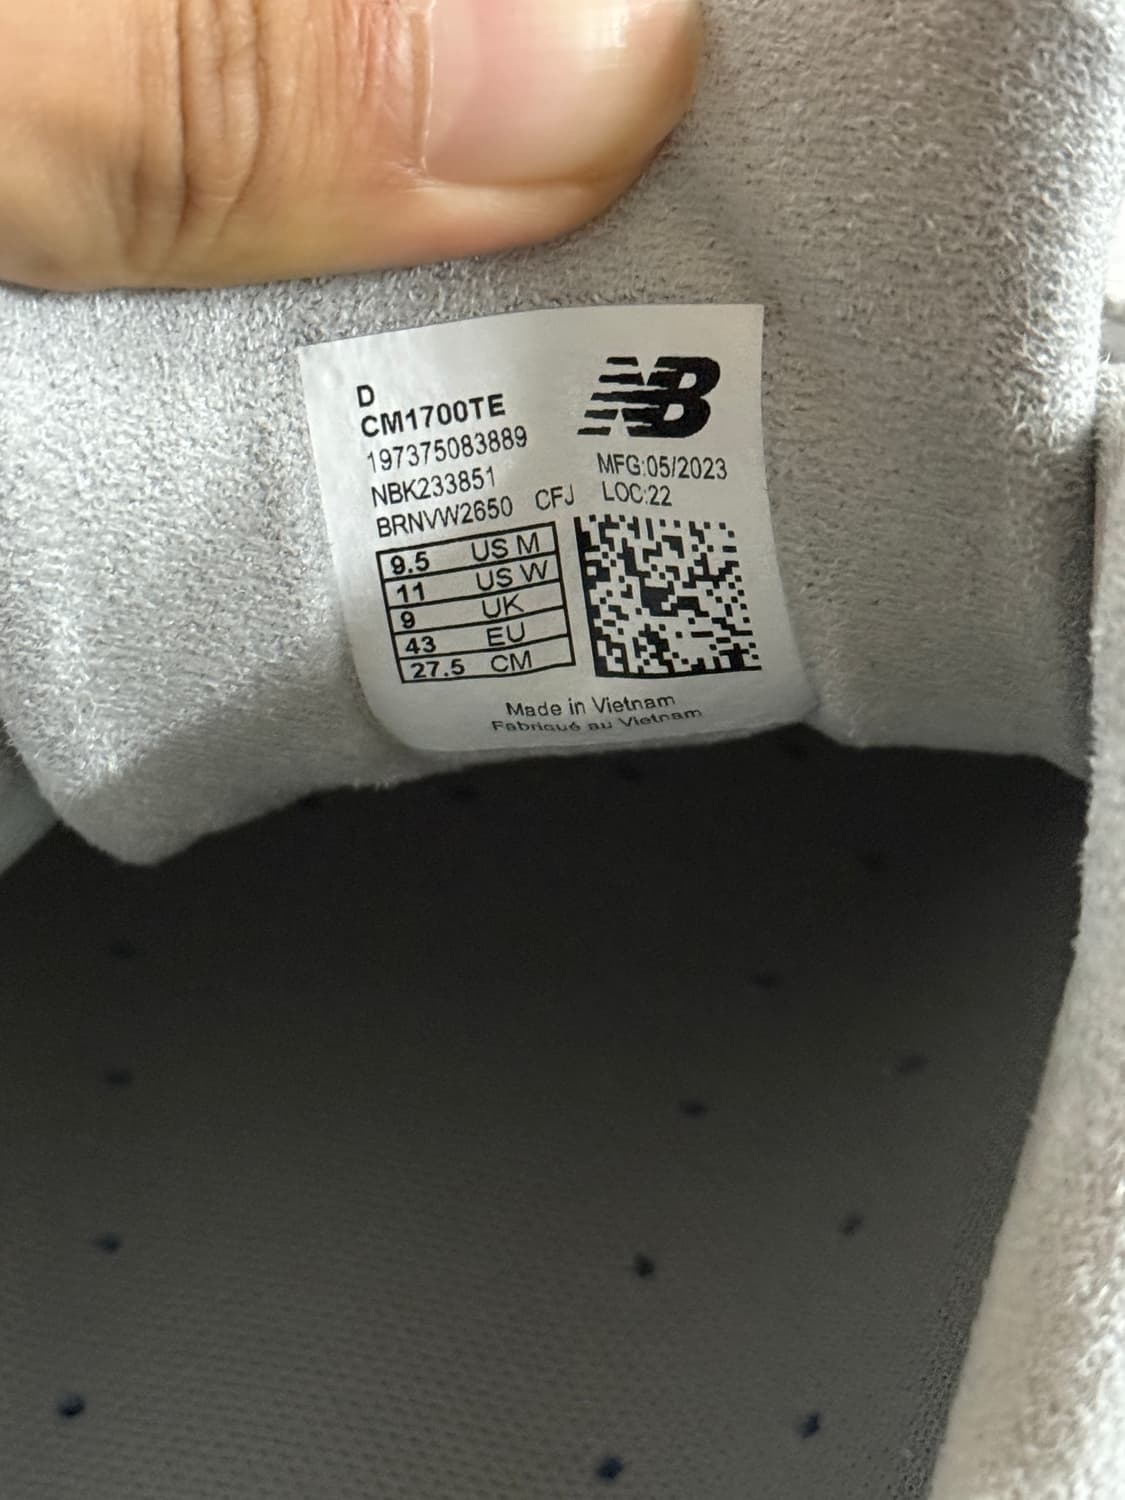 D
CM1700TE
197375083889
NBK233851
BRNVW2650 CFJ
NB
MFG:05/2023
LOC:22
9.5 US M
11 US W
9 UK
43 EU
27.5 CM
Made in Vietnam
Fabriqué au Vietnam